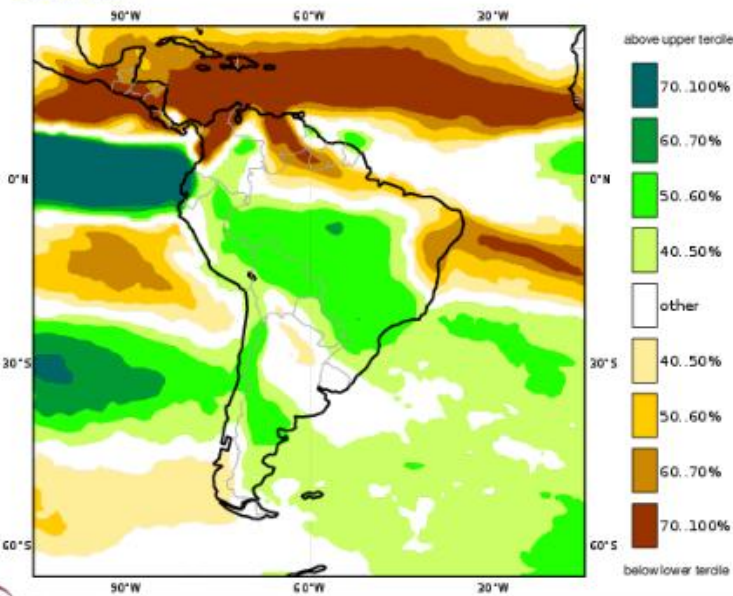 90°W 60°W 30°W
above upper tercile
70..100%
60..70%
50..60%
40..50%
other
40..50%
50..60%
60..70%
70..100%
below lower tercile
0°N 0°N
30°S 30°S
60°S 60°S
90°W 60°W 30°W